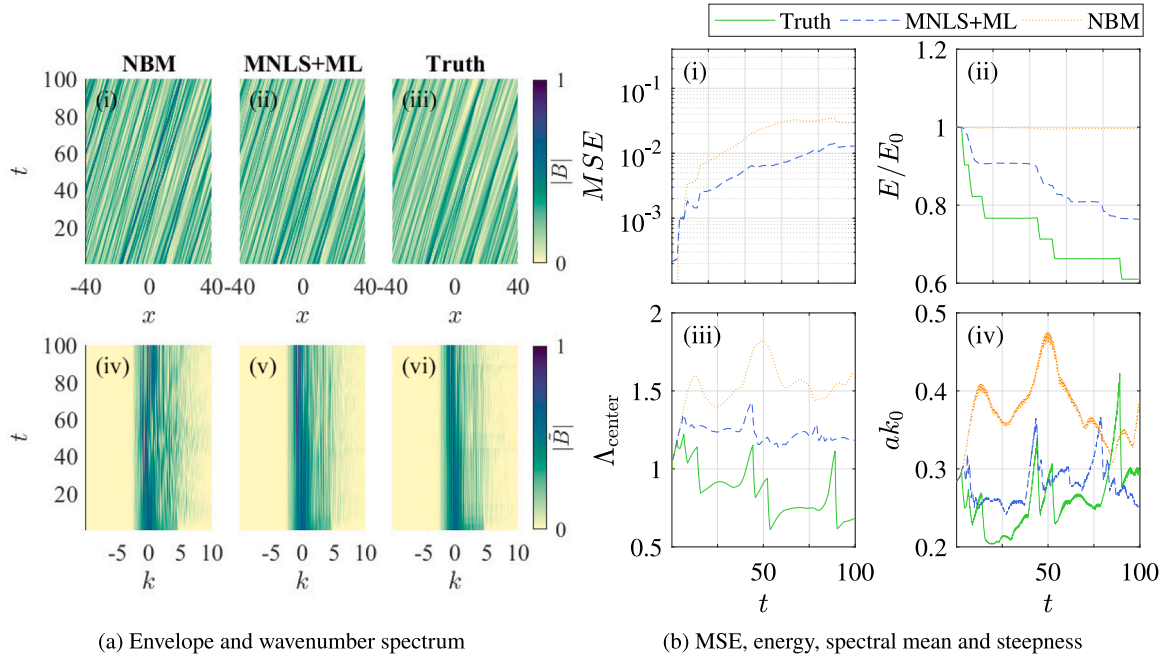 Truth MNLS+ML NBM
NBM MNLS+ML Truth
(i) (ii) (iii)
t
100
80
60
40
20
-40 0 40 -40 0 40 -40 0 40
x x x
1
|B|
0
(iv) (v) (vi)
t
100
80
60
40
20
-5 0 5 10 -5 0 5 10 -5 0 5 10
k k k
1
|B̃|
0
(a) Envelope and wavenumber spectrum
(i)
MSE
10⁻¹
10⁻²
10⁻³
(ii)
E/E₀
1.2
1
0.8
0.6
(iii)
Λ_center
2
1.5
1
0.5
50 100
t
(iv)
ak₀
0.5
0.4
0.3
0.2
50 100
t
(b) MSE, energy, spectral mean and steepness